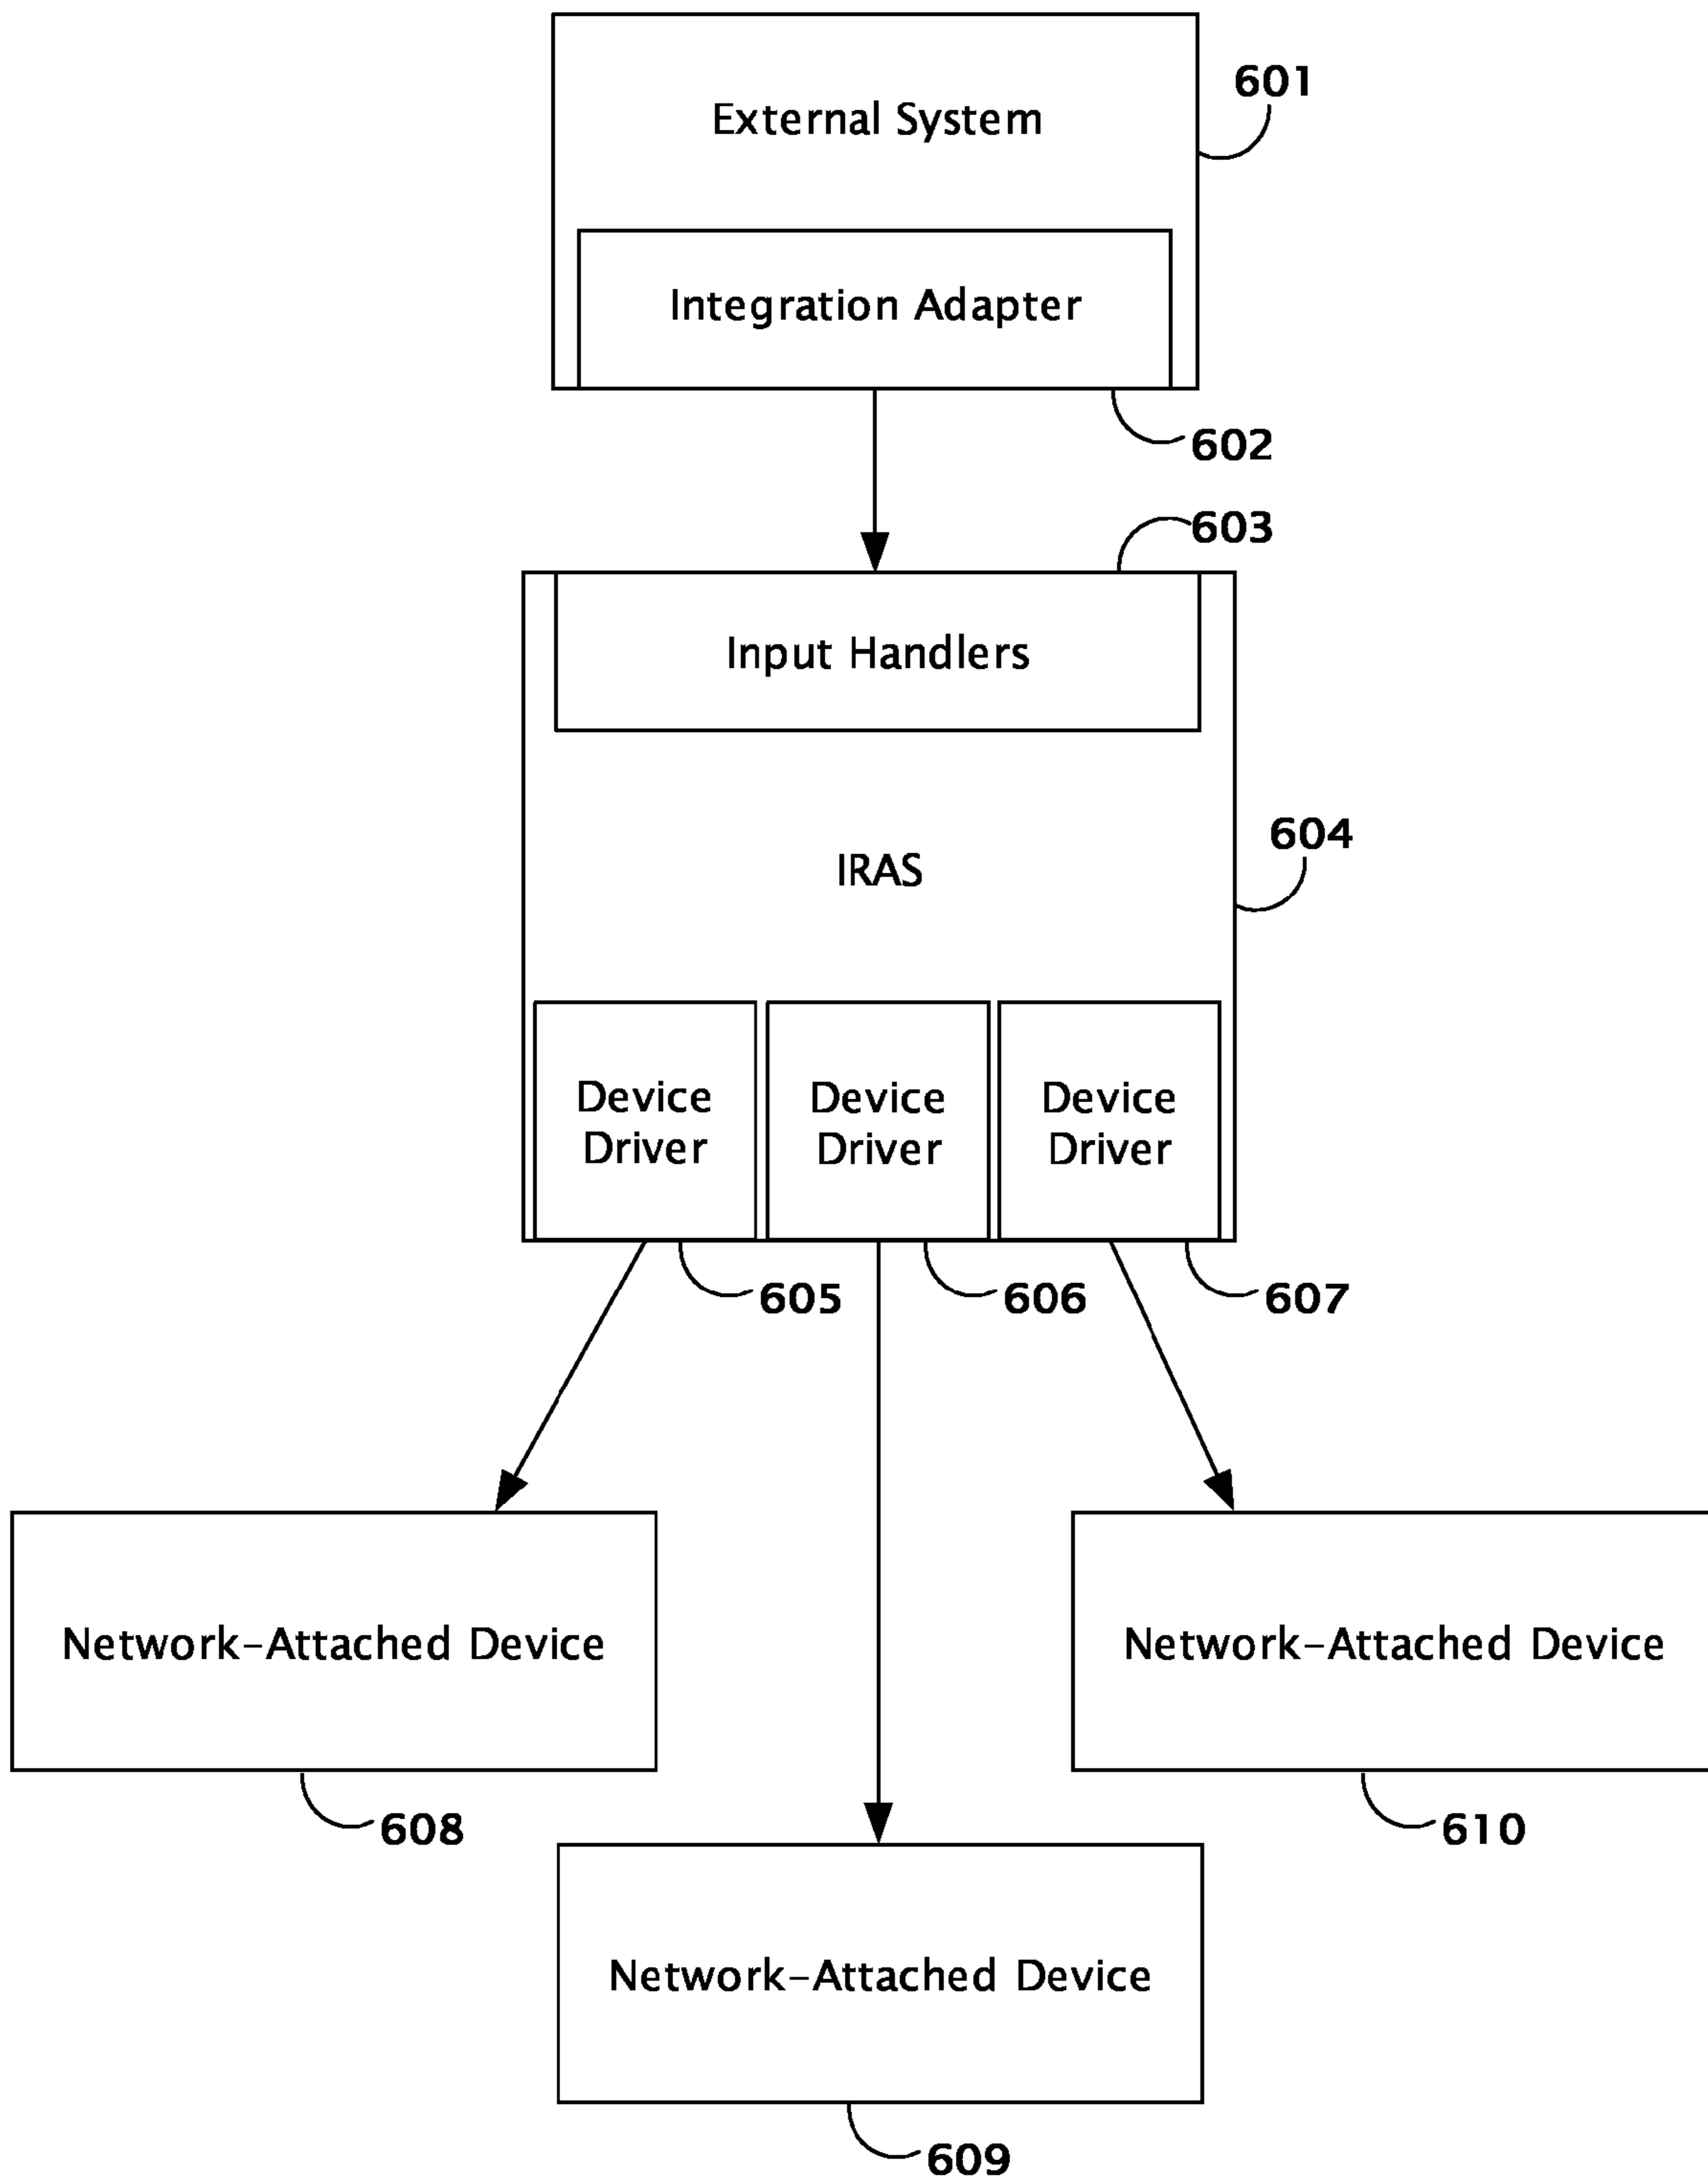 External System
601
Integration Adapter
602
603
Input Handlers
IRAS
604
Device
Driver
Device
Driver
Device
Driver
605
606
607
Network-Attached Device
608
Network-Attached Device
610
Network-Attached Device
609